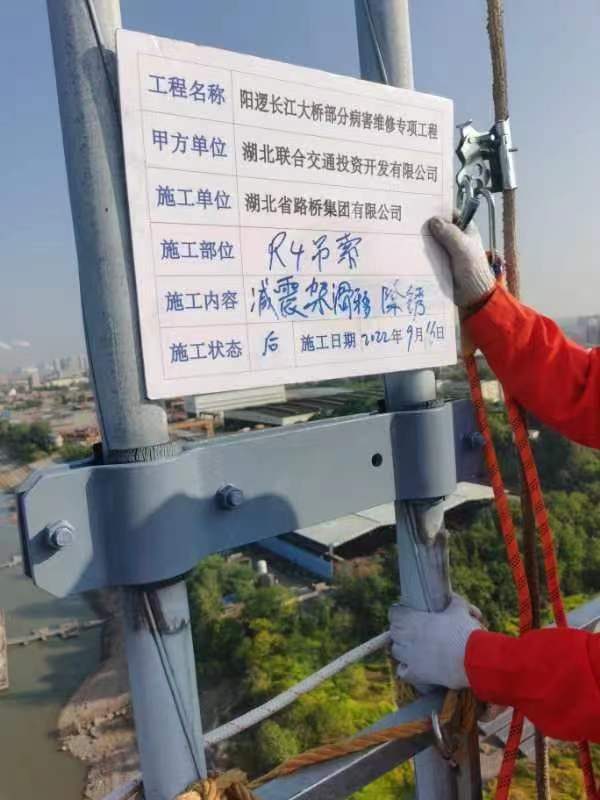 工程名称 阳逻长江大桥部分病害维修专项工程
甲方单位 湖北联合交通投资开发有限公司
施工单位 湖北省路桥集团有限公司
施工部位 R4吊索
施工内容 减震架滑移 除锈
施工状态 后 施工日期 2022年9月 日